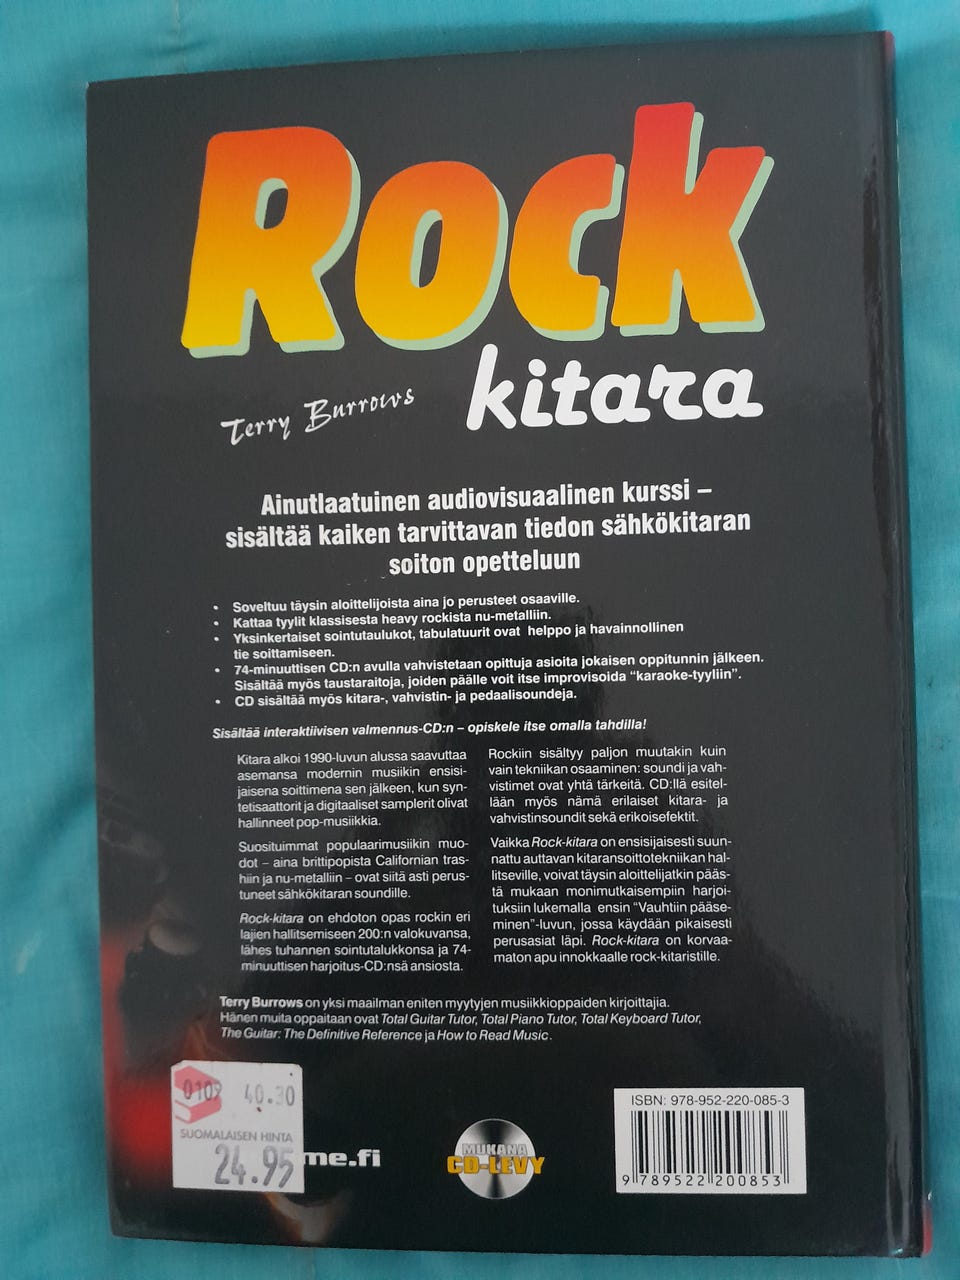 Rock
kitara
Terry Burrows
Ainutlaatuinen audiovisuaalinen kurssi –
sisältää kaiken tarvittavan tiedon sähkökitaran
soiton opetteluun
• Soveltuu täysin aloittelijoista aina jo perusteet osaaville.
• Kattaa tyylit klassisesta heavy rockista nu-metalliin.
• Yksinkertaiset sointutaulukot, tabulatuurit ovat helppo ja havainnollinen
tie soittamiseen.
• 74-minuuttisen CD:n avulla vahvistetaan opittuja asioita jokaisen oppitunnin jälkeen.
Sisältää myös taustaraitoja, joiden päälle voit itse improvisoida "karaoke-tyyliin".
• CD sisältää myös kitara-, vahvistin- ja pedaalisoundeja.
Sisältää interaktiivisen valmennus-CD:n – opiskele itse omalla tahdilla!
Kitara alkoi 1990-luvun alussa saavuttaa
asemansa modernin musiikin ensisi-
jaisena soittimena sen jälkeen, kun syn-
tetisaattorit ja digitaaliset samplerit olivat
hallinneet pop-musiikkia.
Suosituimmat populaarimusiikin muo-
dot – aina brittipopista Californian tras-
hiin ja nu-metalliin – ovat siitä asti perus-
tuneet sähkökitaran soundille.
Rock-kitara on ehdoton opas rockin eri
lajien hallitsemiseen 200:n valokuvansa,
lähes tuhannen sointutalukkonsa ja 74-
minuuttisen harjoitus-CD:nsä ansiosta.
Rockiin sisältyy paljon muutakin kuin
vain tekniikan osaaminen: soundi ja vah-
vistimet ovat yhtä tärkeitä. CD:llä esitel-
lään myös nämä erilaiset kitara- ja
vahvistinsoundit sekä erikoisefektit.
Vaikka Rock-kitara on ensisijaisesti suun-
nattu auttavan kitaransoittotekniikan hal-
litseville, voivat täysin aloittelijatkin pääs-
tä mukaan monimutkaisempiin harjoi-
tuksiin lukemalla ensin "Vauhtiin pääse-
minen"-luvun, jossa käydään pikaisesti
perusasiat läpi. Rock-kitara on korvaa-
maton apu innokkaalle rock-kitaristille.
Terry Burrows on yksi maailman eniten myytyjen musiikkioppaiden kirjoittajia.
Hänen muita oppaitaan ovat Total Guitar Tutor, Total Piano Tutor, Total Keyboard Tutor,
The Guitar: The Definitive Reference ja How to Read Music.
0109 40.30
SUOMALAISEN HINTA
24.95
me.fi
MUKANA
CD-LEVY
ISBN: 978-952-220-085-3
9 789522 200853